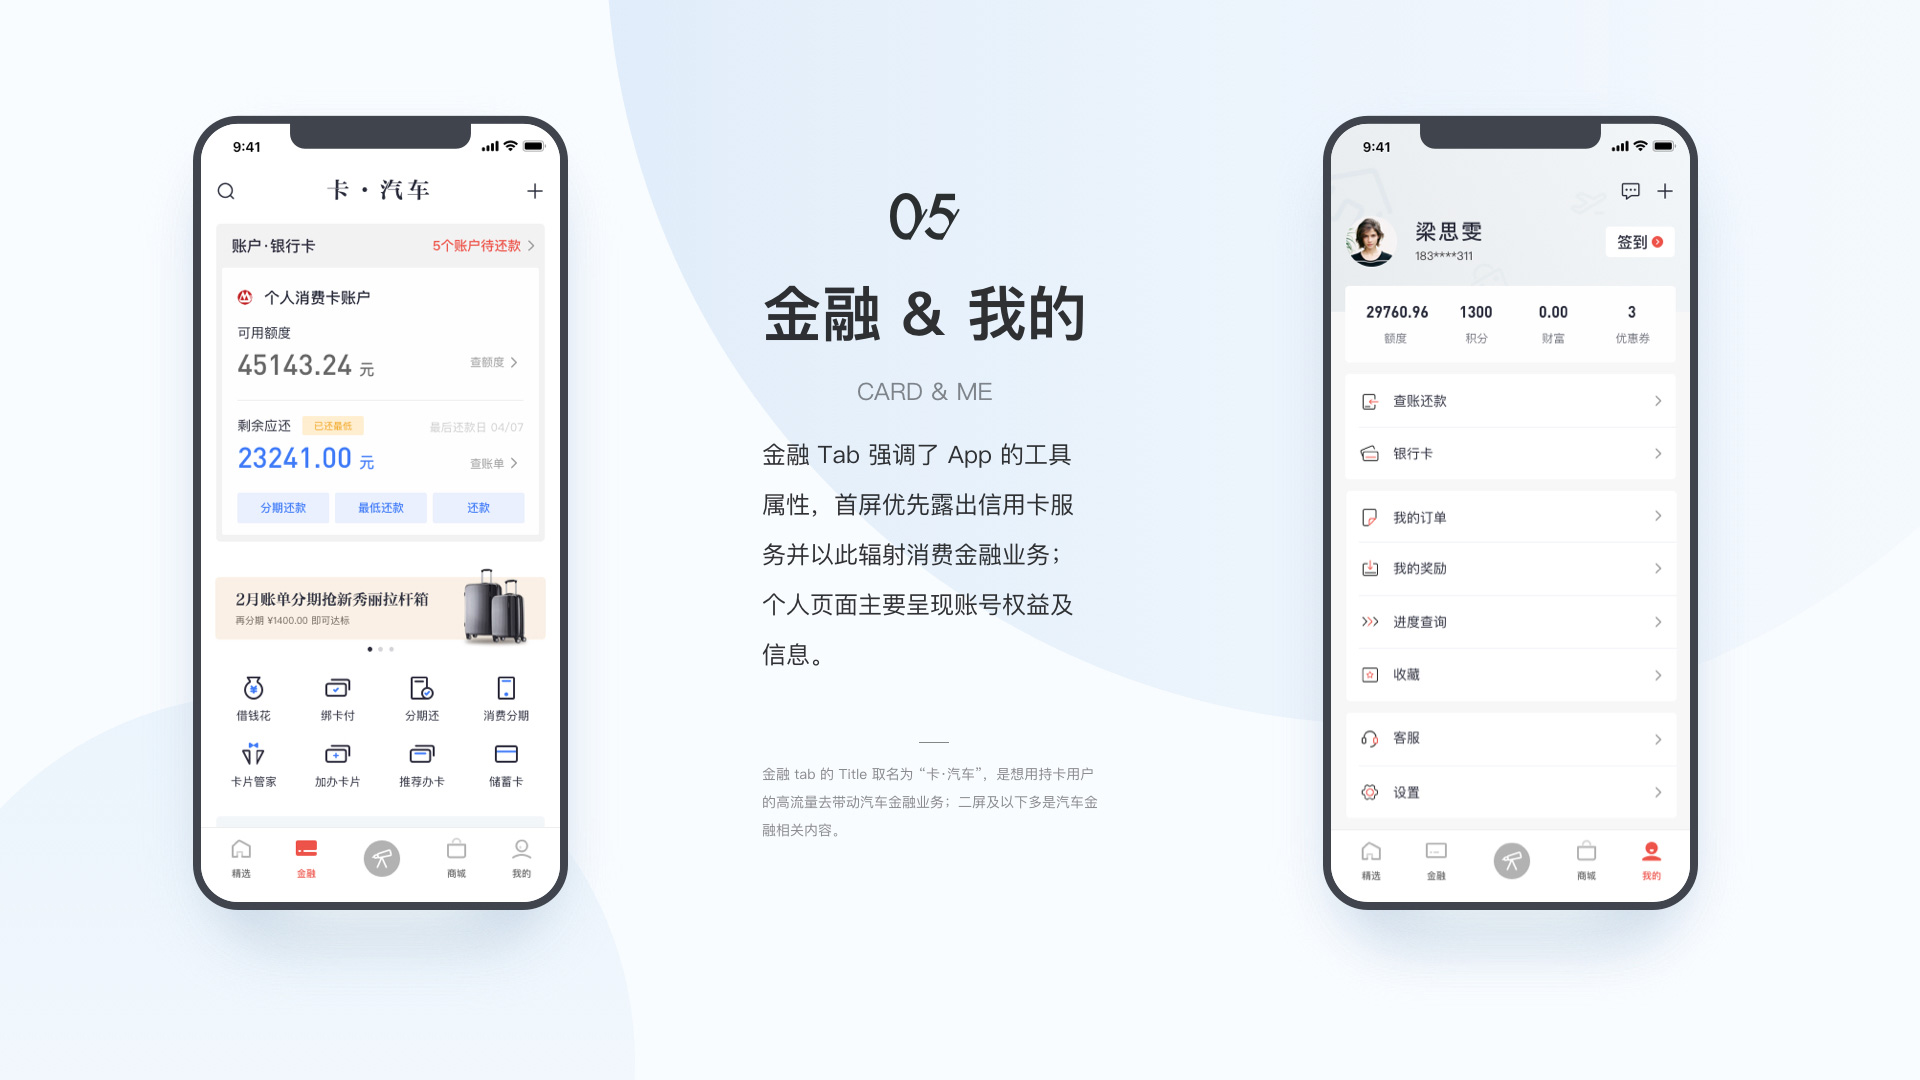 9:41
卡·汽车
账户·银行卡
5个账户待还款
个人消费卡账户
可用额度
45143.24 元
查额度
剩余应还
已还最低
最后还款日 04/07
23241.00 元
查账单
分期还款
最低还款
还款
2月账单分期抢新秀丽拉杆箱
再分期 ¥1400.00 即可达标
借钱花
绑卡付
分期还
消费分期
卡片管家
加办卡片
推荐办卡
储蓄卡
精选
金融
商城
我的
05
金融 & 我的
CARD & ME
金融 Tab 强调了 App 的工具
属性，首屏优先露出信用卡服
务并以此辐射消费金融业务；
个人页面主要呈现账号权益及
信息。
金融 tab 的 Title 取名为 “卡·汽车”，是想用持卡用户
的高流量去带动汽车金融业务；二屏及以下多是汽车金
融相关内容。
9:41
梁思雯
183****311
签到
29760.96
1300
0.00
3
额度
积分
财富
优惠券
查账还款
银行卡
我的订单
我的奖励
进度查询
收藏
客服
设置
精选
金融
商城
我的